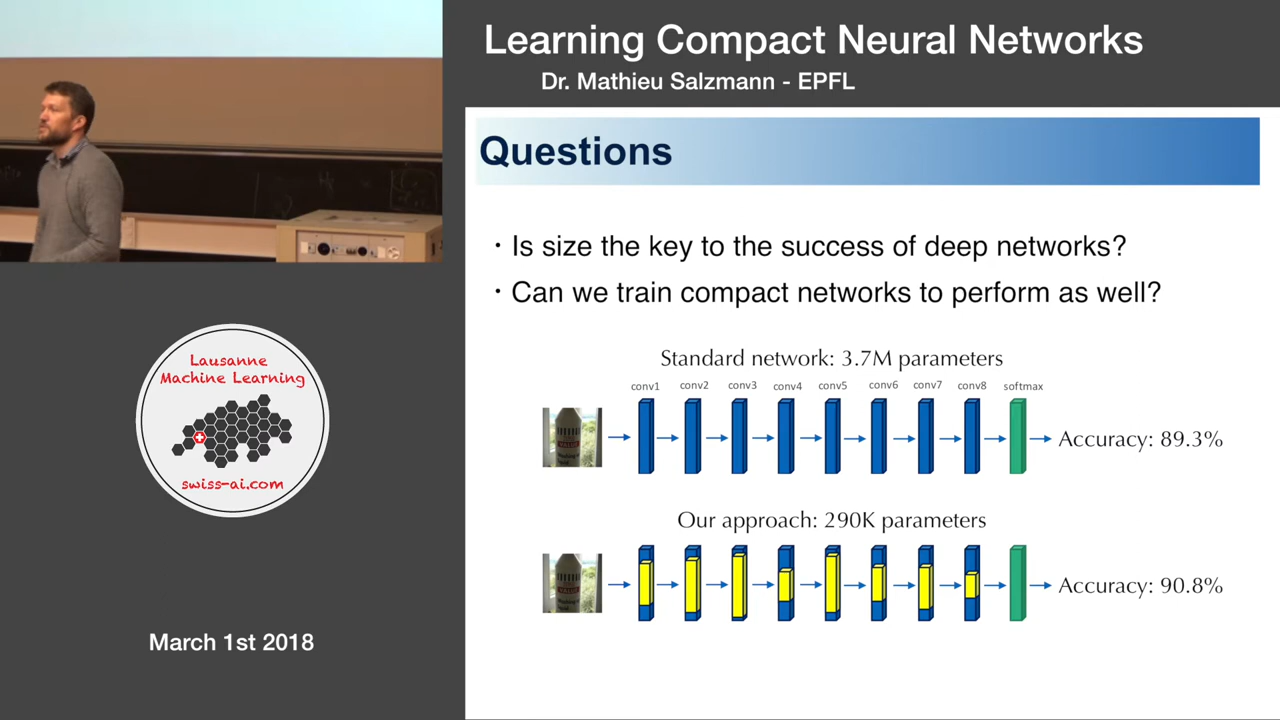 Learning Compact Neural Networks
Dr. Mathieu Salzmann - EPFL
Questions
· Is size the key to the success of deep networks?
· Can we train compact networks to perform as well?
Standard network: 3.7M parameters
conv1 conv2 conv3 conv4 conv5 conv6 conv7 conv8 softmax
Accuracy: 89.3%
Our approach: 290K parameters
Accuracy: 90.8%
Lausanne
Machine Learning
swiss-ai.com
March 1st 2018